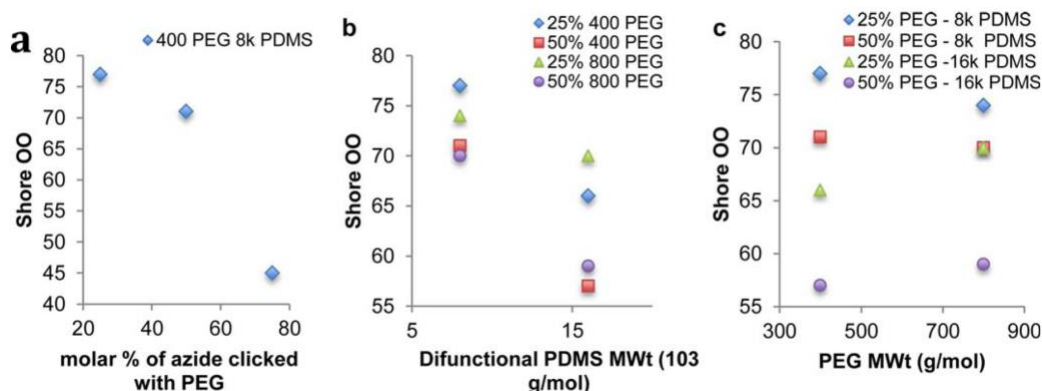 a
400 PEG 8k PDMS
80
75
70
65
60
55
50
45
40
20
40
60
80
Shore OO
molar % of azide clicked
with PEG
b
25% 400 PEG
50% 400 PEG
25% 800 PEG
50% 800 PEG
80
75
70
65
60
55
5
15
Shore OO
Difunctional PDMS MWt (103
g/mol)
c
25% PEG - 8k PDMS
50% PEG - 8k PDMS
25% PEG -16k PDMS
50% PEG - 16k PDMS
80
75
70
65
60
55
300
500
700
900
Shore OO
PEG MWt (g/mol)